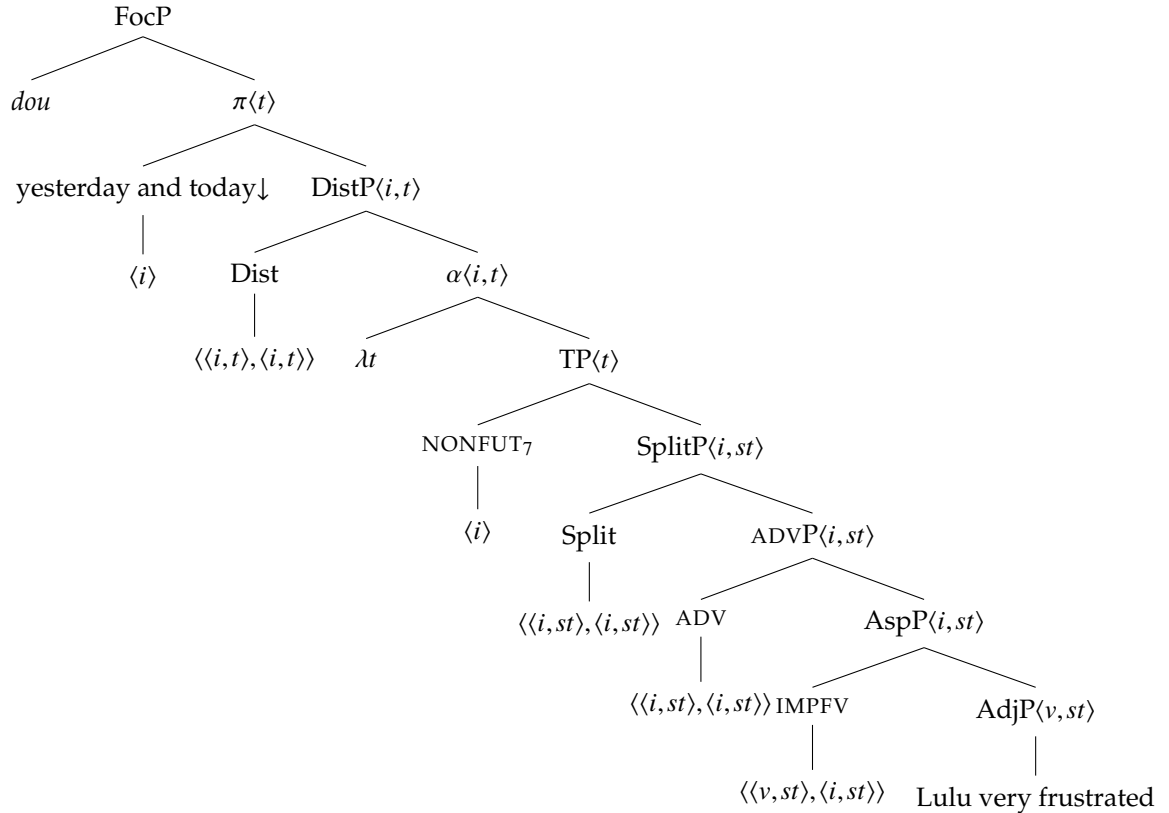 FocP
dou π⟨t⟩
yesterday and today↓ DistP⟨i, t⟩
⟨i⟩ Dist α⟨i, t⟩
⟨⟨i, t⟩, ⟨i, t⟩⟩ λt TP⟨t⟩
NONFUT₇ SplitP⟨i, st⟩
⟨i⟩ Split ADVP⟨i, st⟩
⟨⟨i, st⟩, ⟨i, st⟩⟩ ADV AspP⟨i, st⟩
⟨⟨i, st⟩, ⟨i, st⟩⟩ IMPFV AdjP⟨v, st⟩
⟨⟨v, st⟩, ⟨i, st⟩⟩ Lulu very frustrated